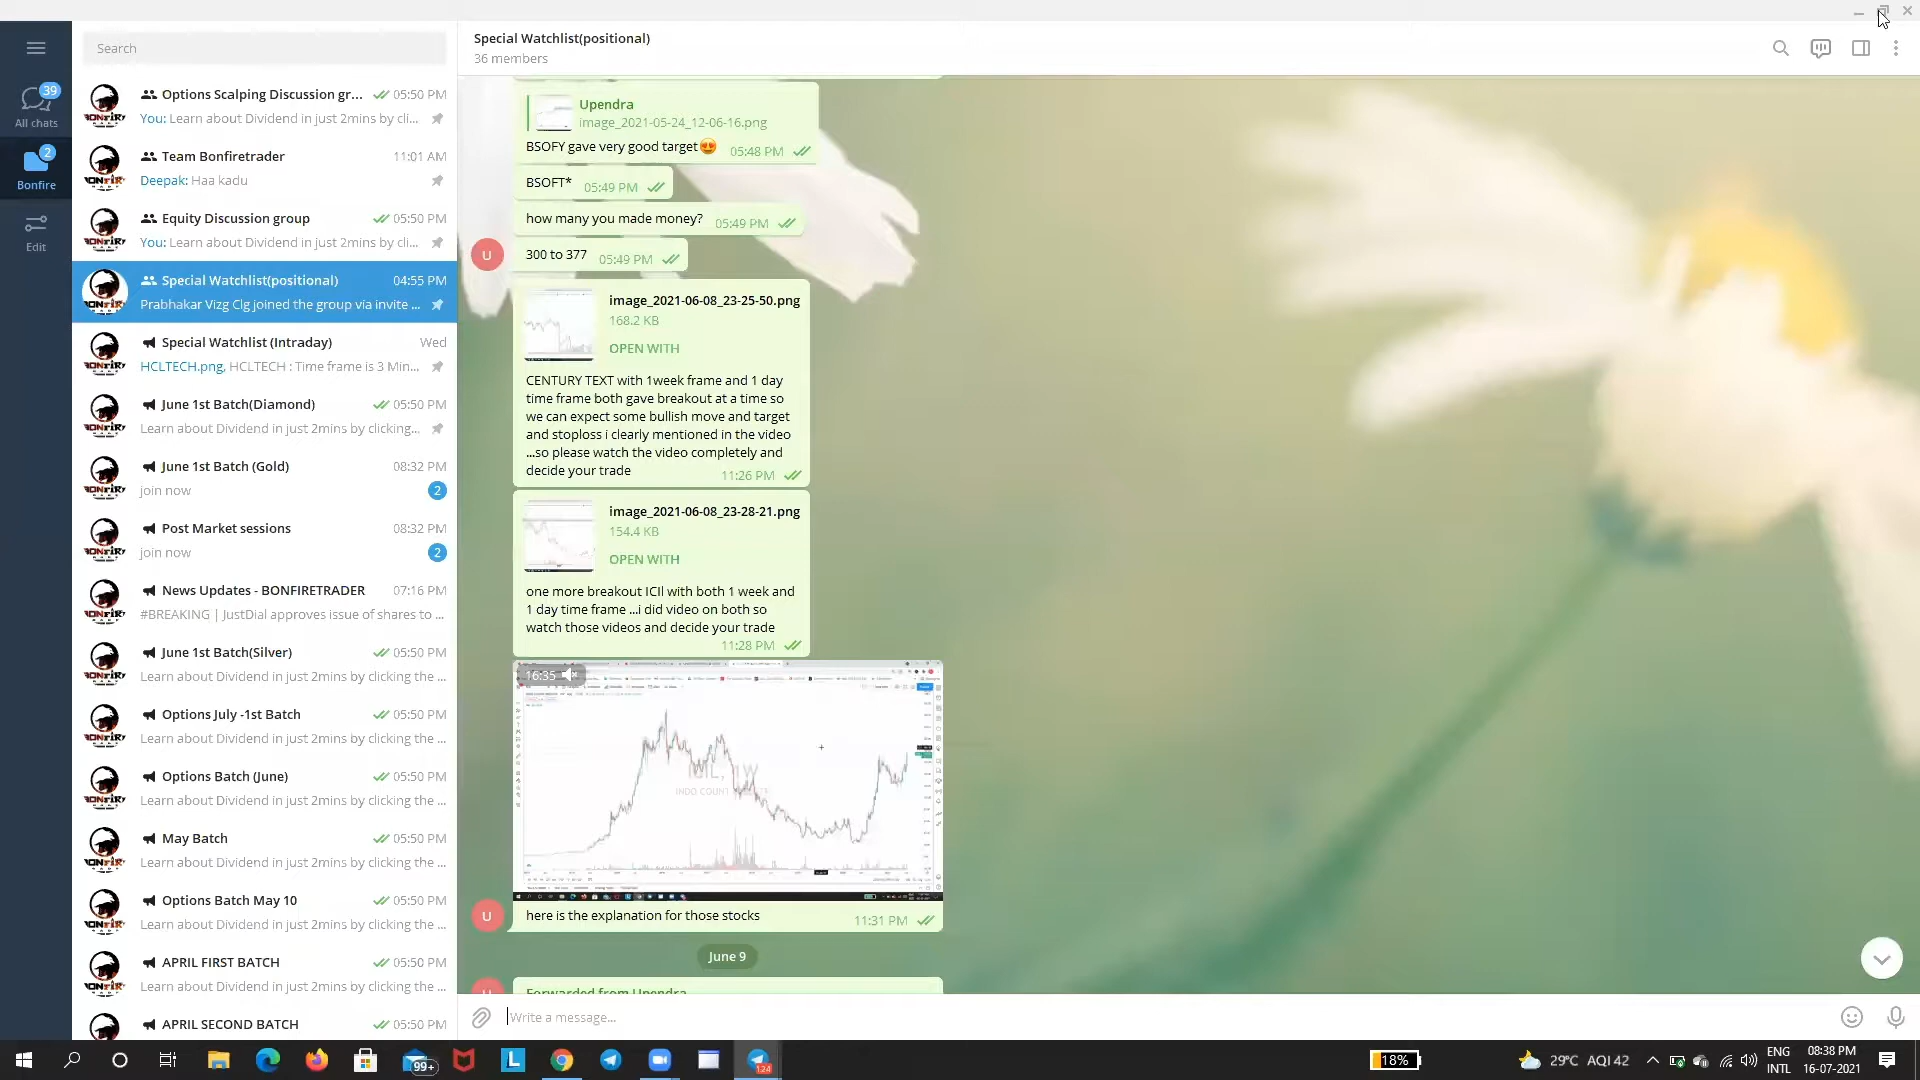 Search
39
All chats
2
Bonfire
Edit
Options Scalping Discussion gr... 05:50 PM
You: Learn about Dividend in just 2mins by cli...
Team Bonfiretrader 11:01 AM
Deepak: Haa kadu
Equity Discussion group 05:50 PM
You: Learn about Dividend in just 2mins by cli...
Special Watchlist(positional) 04:55 PM
Prabhakar Vizg Clg joined the group via invite ...
Special Watchlist (Intraday) Wed
HCLTECH.png, HCLTECH : Time frame is 3 Min...
June 1st Batch(Diamond) 05:50 PM
Learn about Dividend in just 2mins by clicking...
June 1st Batch (Gold) 08:32 PM
join now 2
Post Market sessions 08:32 PM
join now 2
News Updates - BONFIRETRADER 07:16 PM
#BREAKING | JustDial approves issue of shares to ...
June 1st Batch(Silver) 05:50 PM
Learn about Dividend in just 2mins by clicking the ...
Options July -1st Batch 05:50 PM
Learn about Dividend in just 2mins by clicking the ...
Options Batch (June) 05:50 PM
Learn about Dividend in just 2mins by clicking the ...
May Batch 05:50 PM
Learn about Dividend in just 2mins by clicking the ...
Options Batch May 10 05:50 PM
Learn about Dividend in just 2mins by clicking the ...
APRIL FIRST BATCH 05:50 PM
Learn about Dividend in just 2mins by clicking the ...
APRIL SECOND BATCH 05:50 PM
Special Watchlist(positional)
36 members
Upendra
image_2021-05-24_12-06-16.png
BSOFY gave very good target😍 05:48 PM
BSOFT* 05:49 PM
how many you made money? 05:49 PM
U
300 to 377 05:49 PM
image_2021-06-08_23-25-50.png
168.2 KB
OPEN WITH
CENTURY TEXT with 1week frame and 1 day
time frame both gave breakout at a time so
we can expect some bullish move and target
and stoploss i clearly mentioned in the video
...so please watch the video completely and
decide your trade 11:26 PM
image_2021-06-08_23-28-21.png
154.4 KB
OPEN WITH
one more breakout ICIl with both 1 week and
1 day time frame ...i did video on both so
watch those videos and decide your trade
11:28 PM
16:35
INDO COUNT
U
here is the explanation for those stocks 11:31 PM
June 9
Forwarded from Upendra
Write a message...
99+
124
18%
29°C AQI 42
ENG
INTL
08:38 PM
16-07-2021